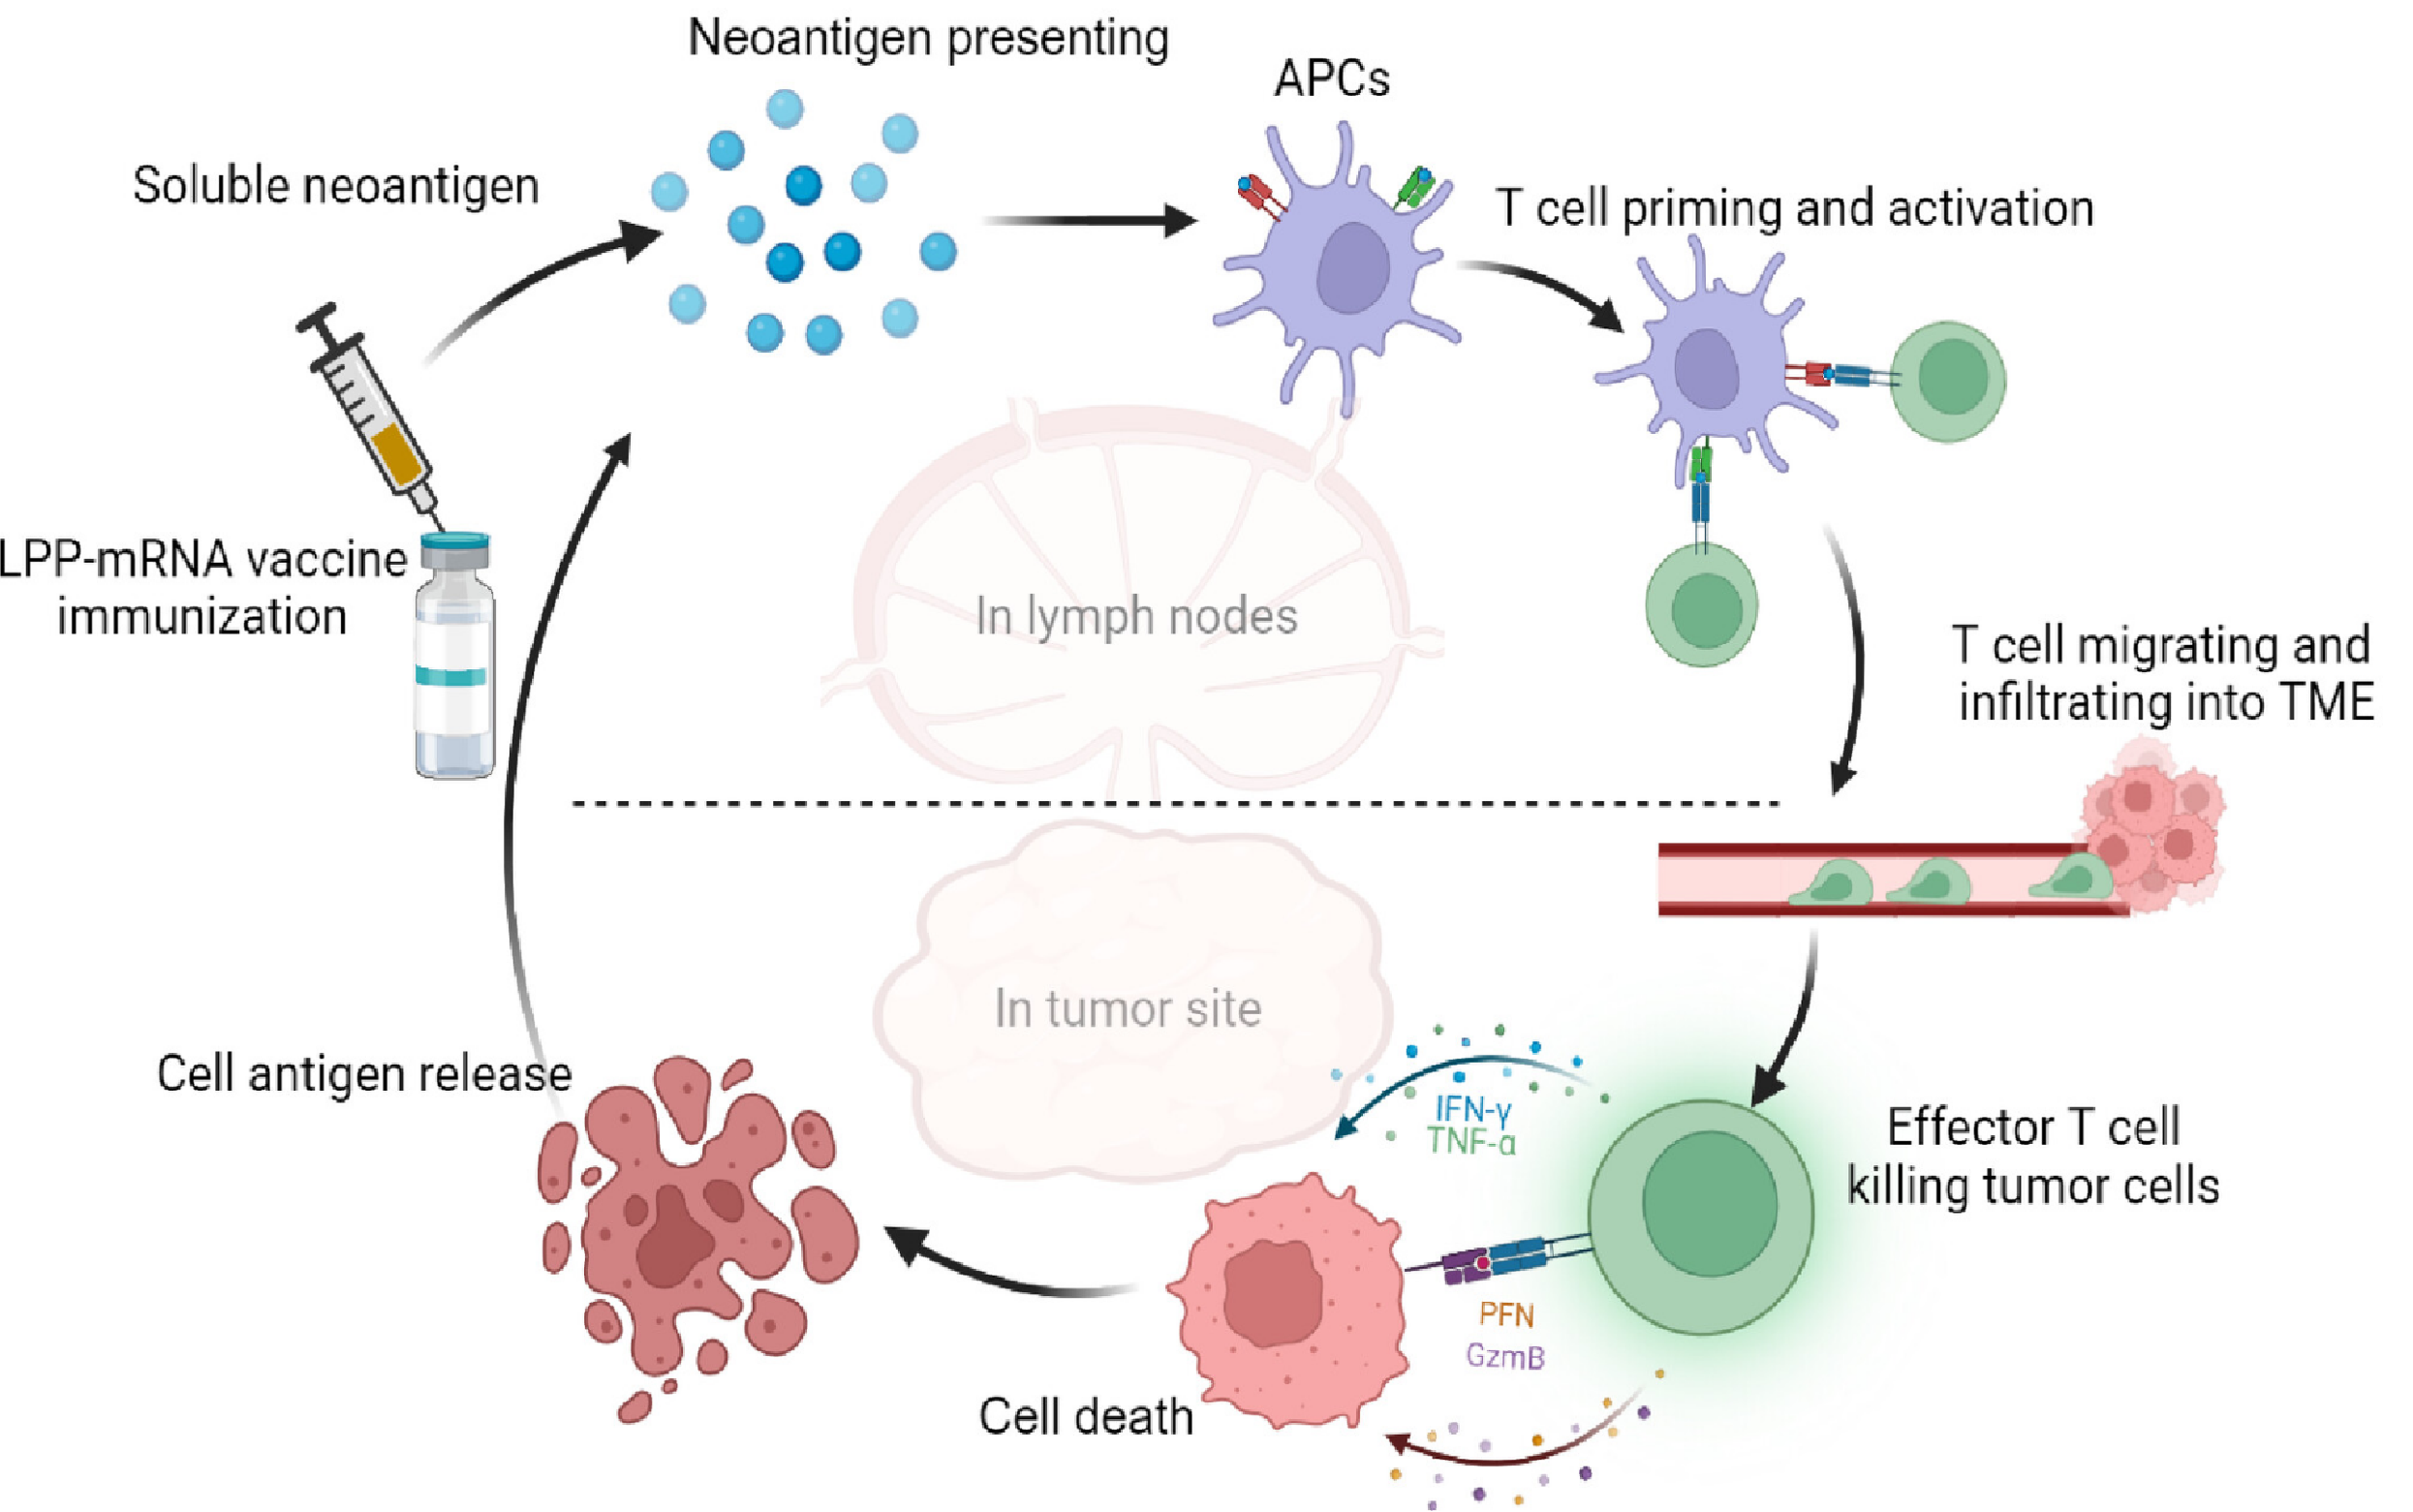 Neoantigen presenting
APCs
Soluble neoantigen
T cell priming and activation
LPP-mRNA vaccine
immunization
In lymph nodes
T cell migrating and
infiltrating into TME
In tumor site
Cell antigen release
IFN-γ
TNF-α
Effector T cell
killing tumor cells
PFN
GzmB
Cell death